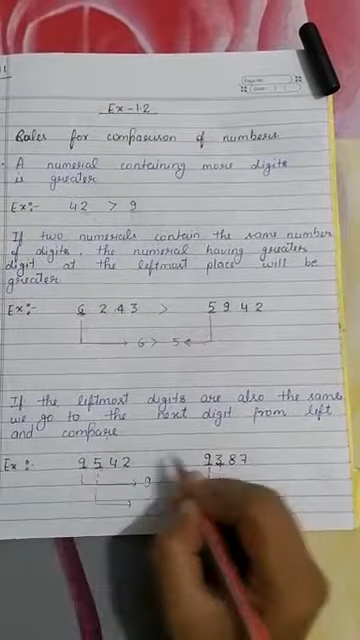 Page No.
Date
Ex-1.2
Rules for comparison of numbers
A numeral containing more digits
is greater
Ex:- 42 > 9
If two numerals contain the same number
of digits, the numeral having greater
digit at the leftmost place will be
greater
Ex:- 6 2 4 3 > 5 9 4 2
6 > 5
If the leftmost digits are also the same
we go to the next digit from left
and compare
Ex:- 9 5 4 2 9 3 8 7
9